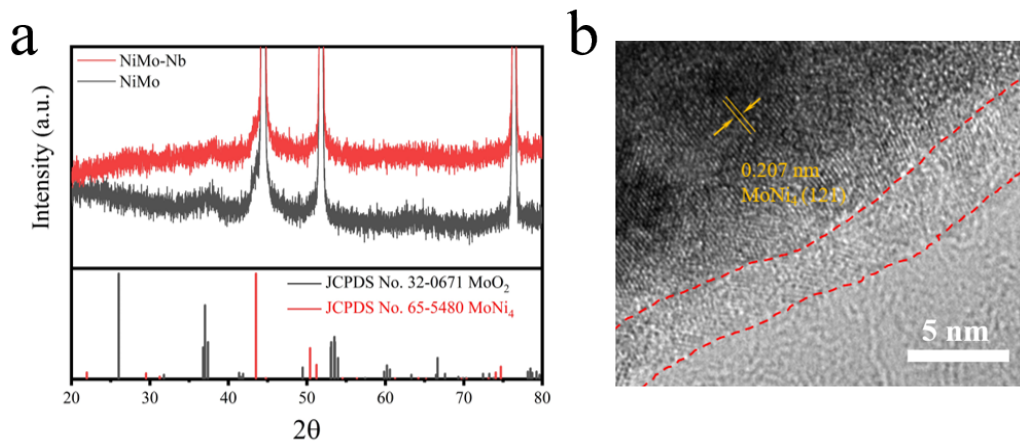 a
NiMo-Nb
NiMo
Intensity (a.u.)
JCPDS No. 32-0671 MoO₂
JCPDS No. 65-5480 MoNi₄
20 30 40 50 60 70 80
2θ
b
0.207 nm
MoNi₄(121)
5 nm